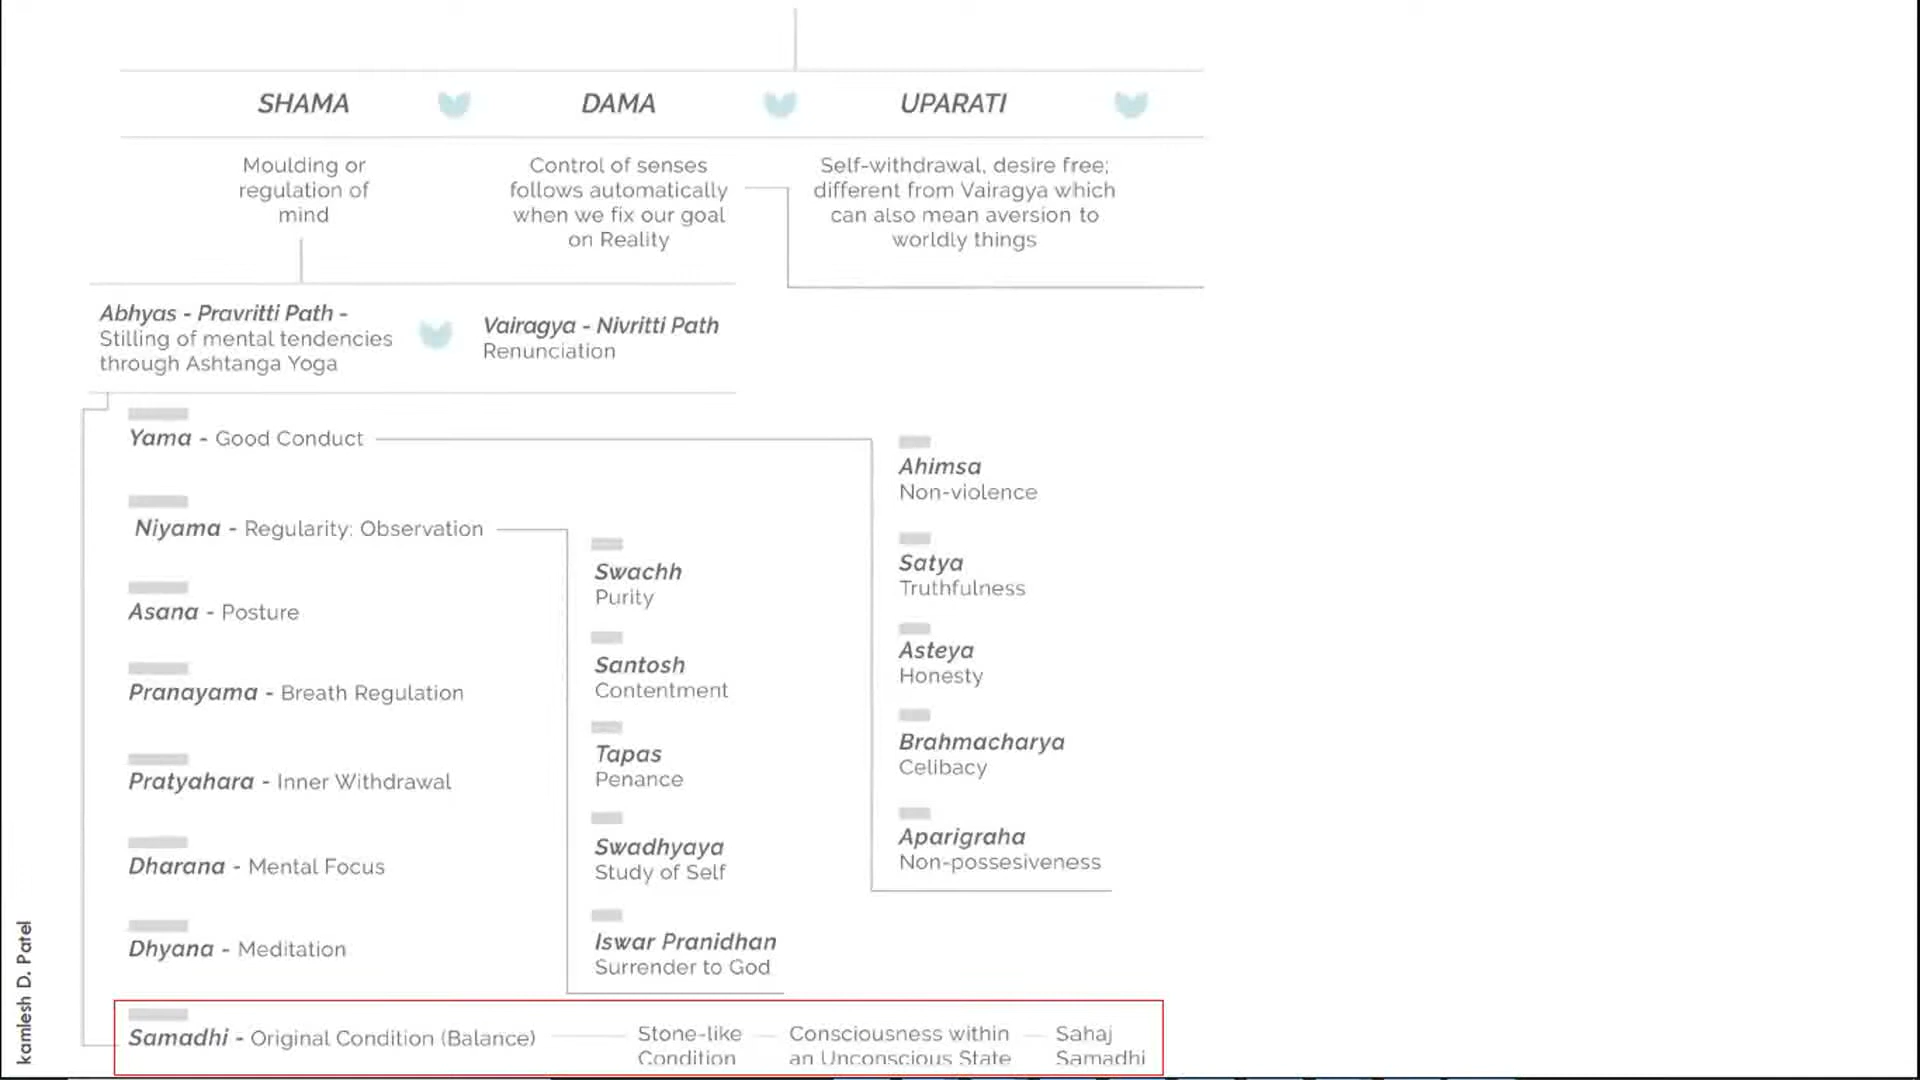 SHAMA
DAMA
UPARATI
Moulding or
regulation of
mind
Control of senses
follows automatically
when we fix our goal
on Reality
Self-withdrawal, desire free;
different from Vairagya which
can also mean aversion to
worldly things
Abhyas - Pravritti Path -
Stilling of mental tendencies
through Ashtanga Yoga
Vairagya - Nivritti Path
Renunciation
Yama - Good Conduct
Niyama - Regularity: Observation
Asana - Posture
Pranayama - Breath Regulation
Pratyahara - Inner Withdrawal
Dharana - Mental Focus
Dhyana - Meditation
Swachh
Purity
Santosh
Contentment
Tapas
Penance
Swadhyaya
Study of Self
Iswar Pranidhan
Surrender to God
Ahimsa
Non-violence
Satya
Truthfulness
Asteya
Honesty
Brahmacharya
Celibacy
Aparigraha
Non-possesiveness
Samadhi - Original Condition (Balance)
Stone-like
Condition
Consciousness within
an Unconscious State
Sahaj
Samadhi
kamlesh D. Patel